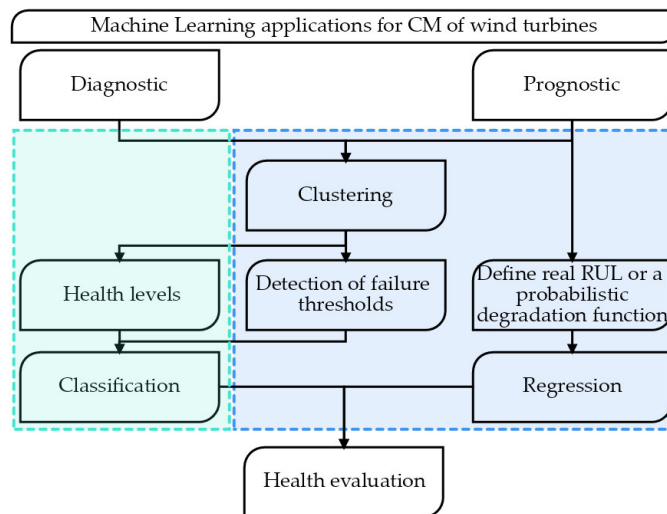 Machine Learning applications for CM of wind turbines
Diagnostic
Prognostic
Clustering
Health levels
Detection of failure
thresholds
Define real RUL or a
probabilistic
degradation function
Classification
Regression
Health evaluation